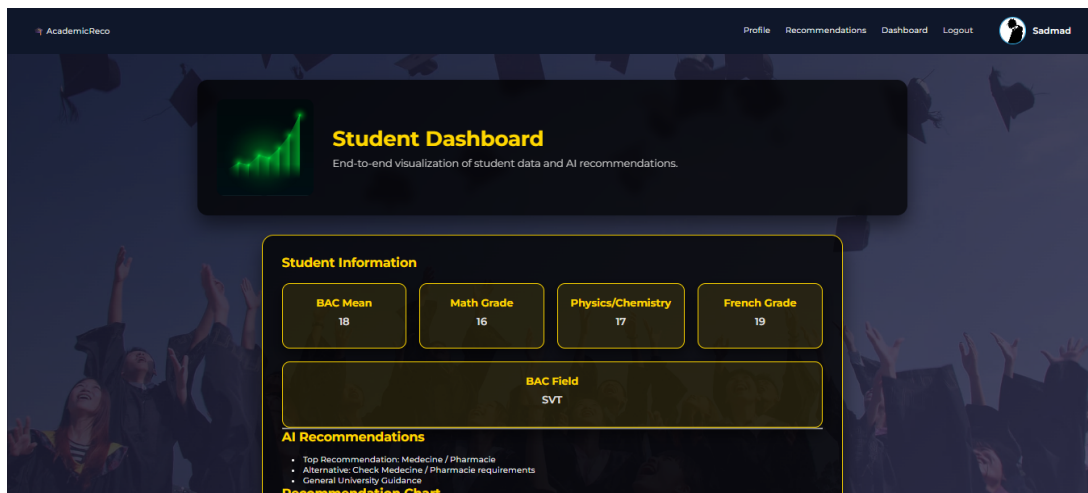 AcademicReco
Profile Recommendations Dashboard Logout Sadmad
Student Dashboard
End-to-end visualization of student data and AI recommendations.
Student Information
BAC Mean
18
Math Grade
16
Physics/Chemistry
17
French Grade
19
BAC Field
SVT
AI Recommendations
Top Recommendation: Medecine / Pharmacie
Alternative: Check Medecine / Pharmacie requirements
General University Guidance
Recommendation Chart